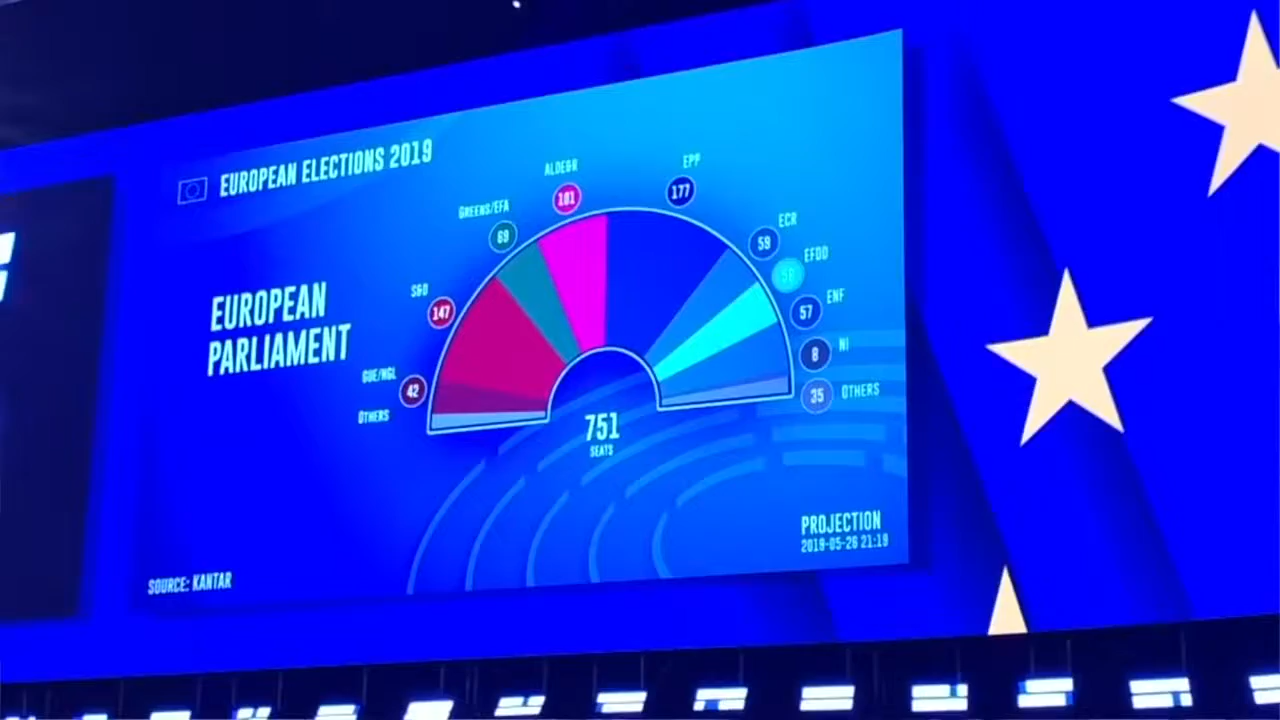 EUROPEAN ELECTIONS 2019
EUROPEAN
PARLIAMENT
OTHERS
GUE/NGL
42
S&D
147
GREENS/EFA
69
ALDE&R
101
EPP
177
ECR
59
EFDD
ENF
57
NI
8
OTHERS
35
751
SEATS
PROJECTION
2019-05-26 21:19
SOURCE: KANTAR